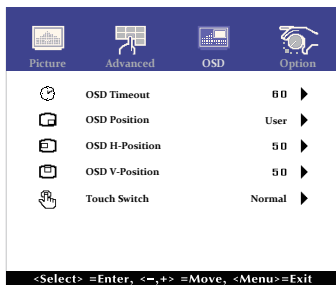 Picture Advanced OSD Option
OSD Timeout 60
OSD Position User
OSD H-Position 50
OSD V-Position 50
Touch Switch Normal
<Select> =Enter, <−,+> =Move, <Menu>=Exit